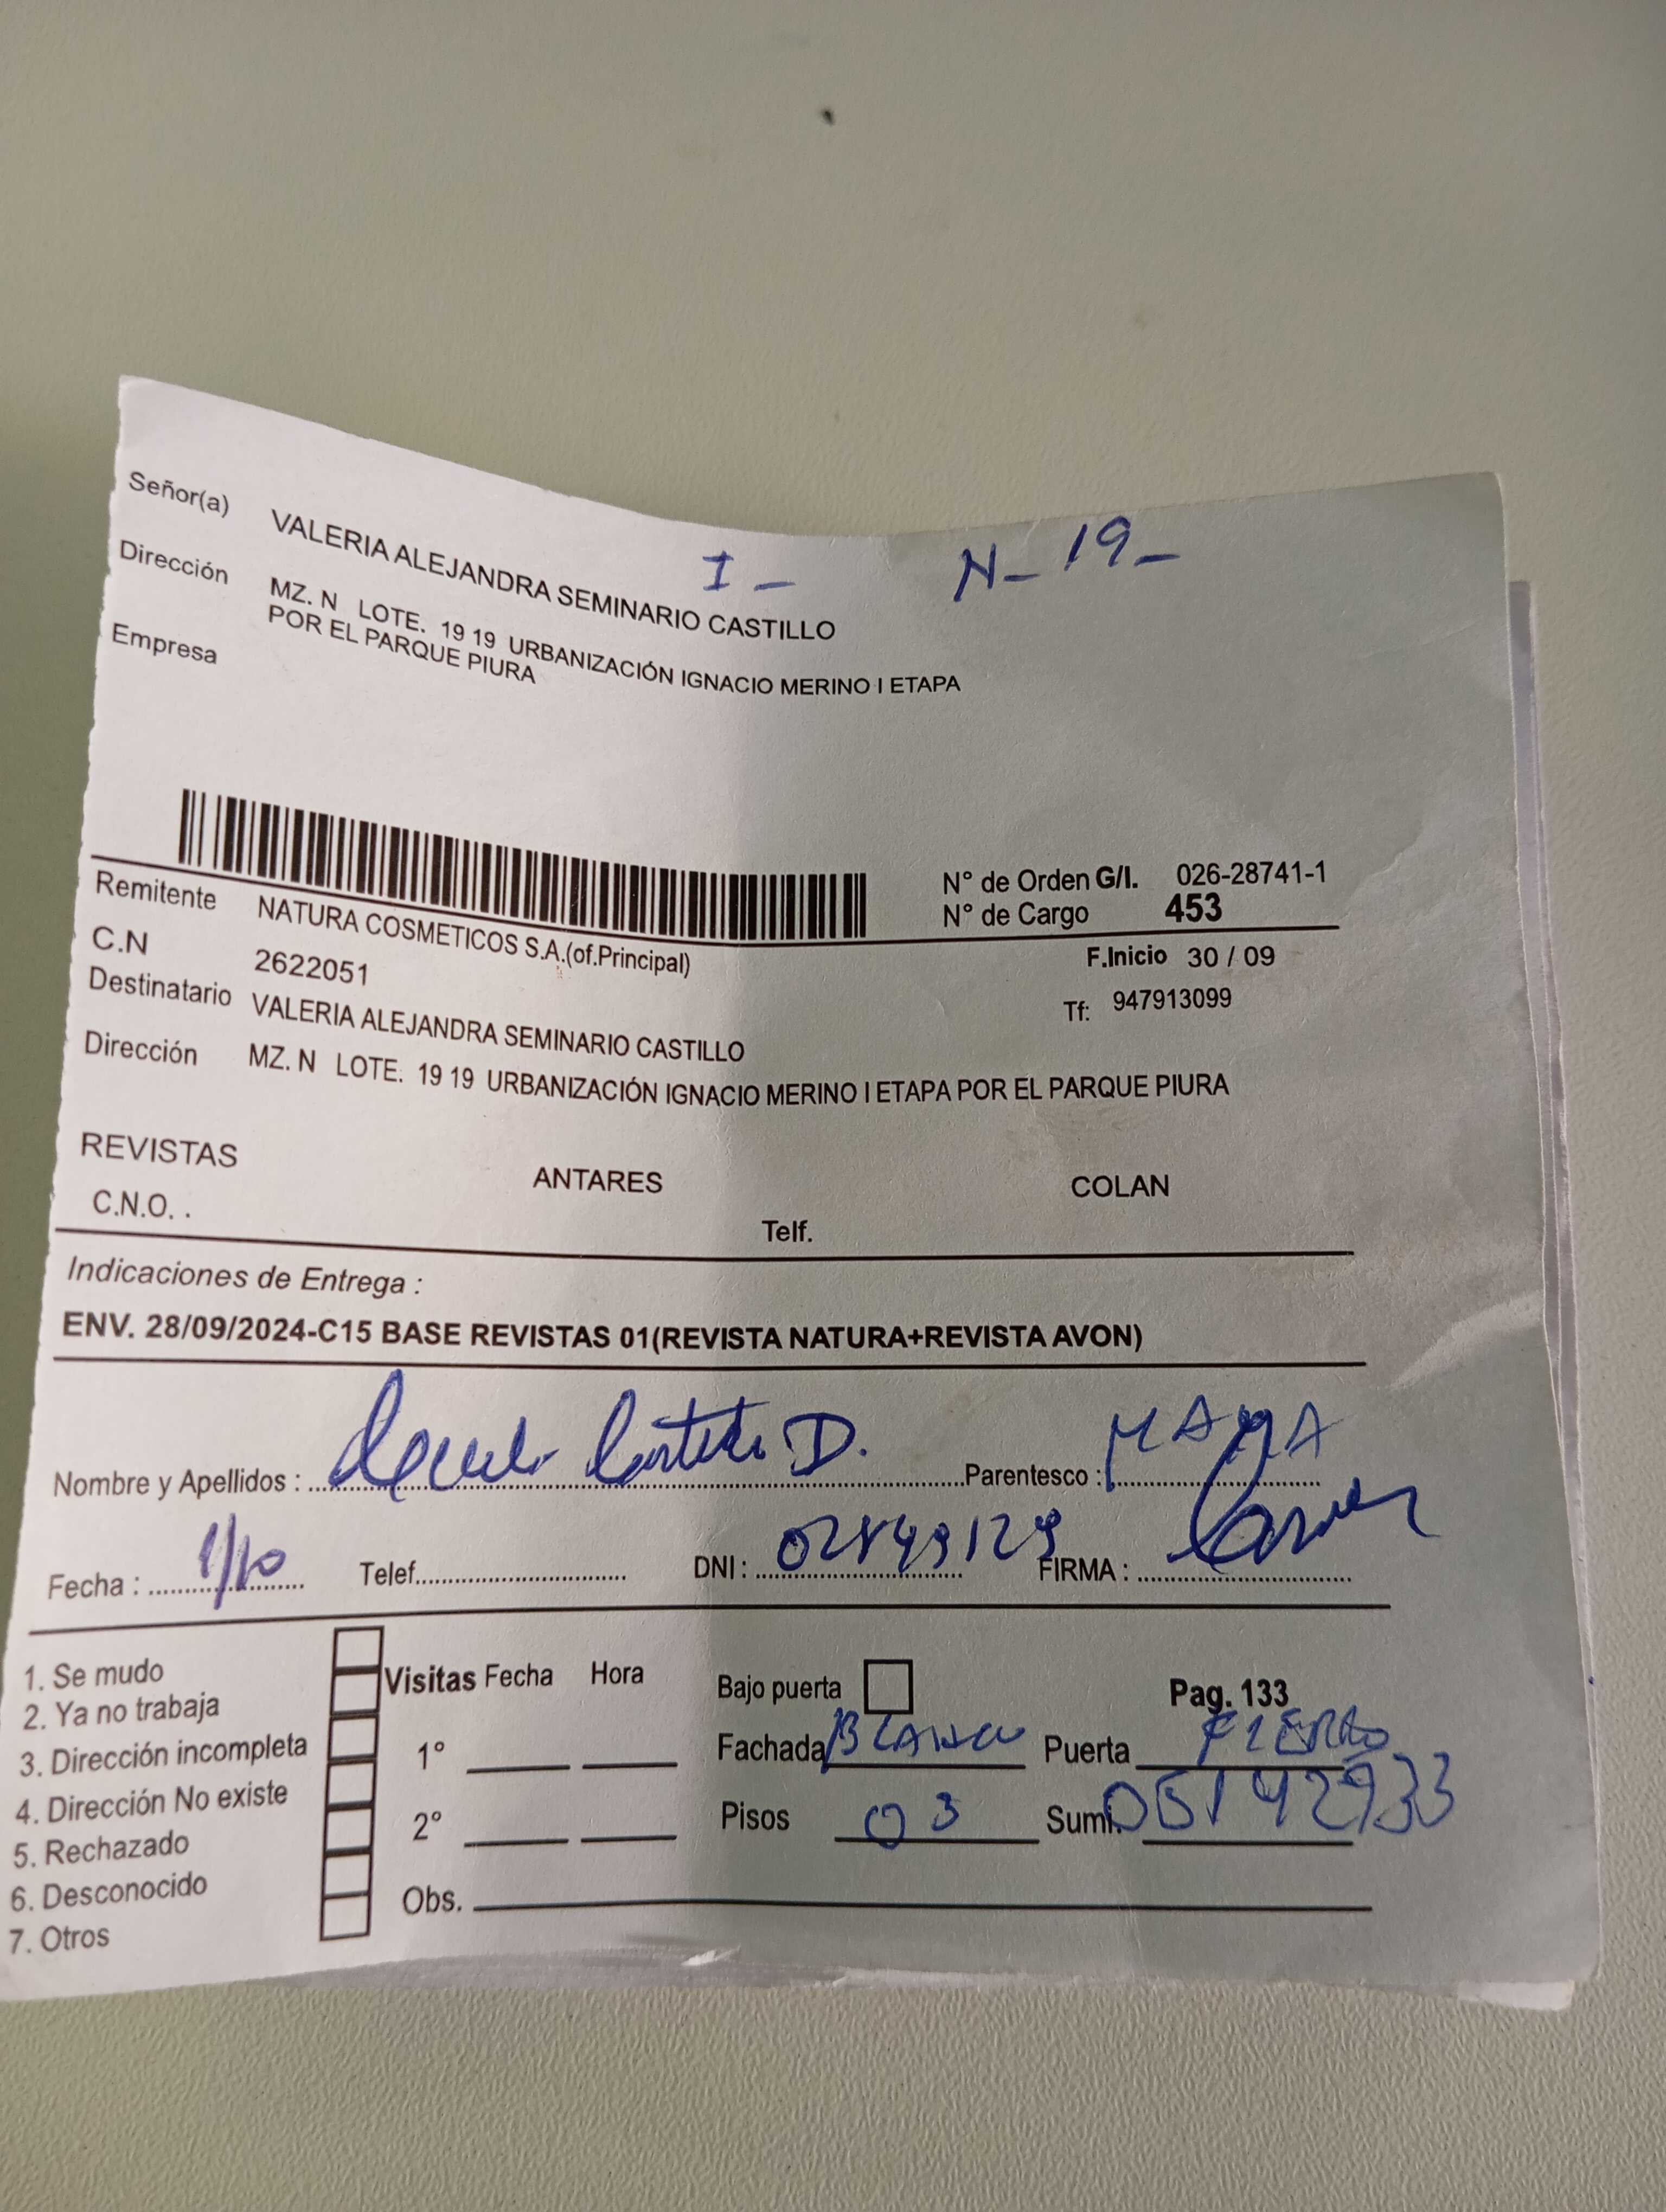 I - N- 19-
Señor(a) VALERIA ALEJANDRA SEMINARIO CASTILLO
Dirección MZ. N LOTE. 19 19 URBANIZACIÓN IGNACIO MERINO I ETAPA
POR EL PARQUE PIURA
Empresa
N° de Orden G/I. 026-28741-1
N° de Cargo 453
Remitente NATURA COSMETICOS S.A.(of.Principal)
F.Inicio 30 / 09
C.N 2622051
Tf: 947913099
Destinatario VALERIA ALEJANDRA SEMINARIO CASTILLO
Dirección MZ. N LOTE. 19 19 URBANIZACIÓN IGNACIO MERINO I ETAPA POR EL PARQUE PIURA
REVISTAS ANTARES COLAN
C.N.O. . Telf.
Indicaciones de Entrega :
ENV. 28/09/2024-C15 BASE REVISTAS 01(REVISTA NATURA+REVISTA AVON)
Nombre y Apellidos : D. Parentesco : MAMA
Fecha : 1/10 Telef. DNI : 02849129 FIRMA :
1. Se mudo
2. Ya no trabaja
3. Dirección incompleta
4. Dirección No existe
5. Rechazado
6. Desconocido
7. Otros
Visitas Fecha Hora
1°
2°
Obs.
Bajo puerta Pag. 133
Fachada BLANCO Puerta FIERRO
Pisos 03 Sumi. 05142933